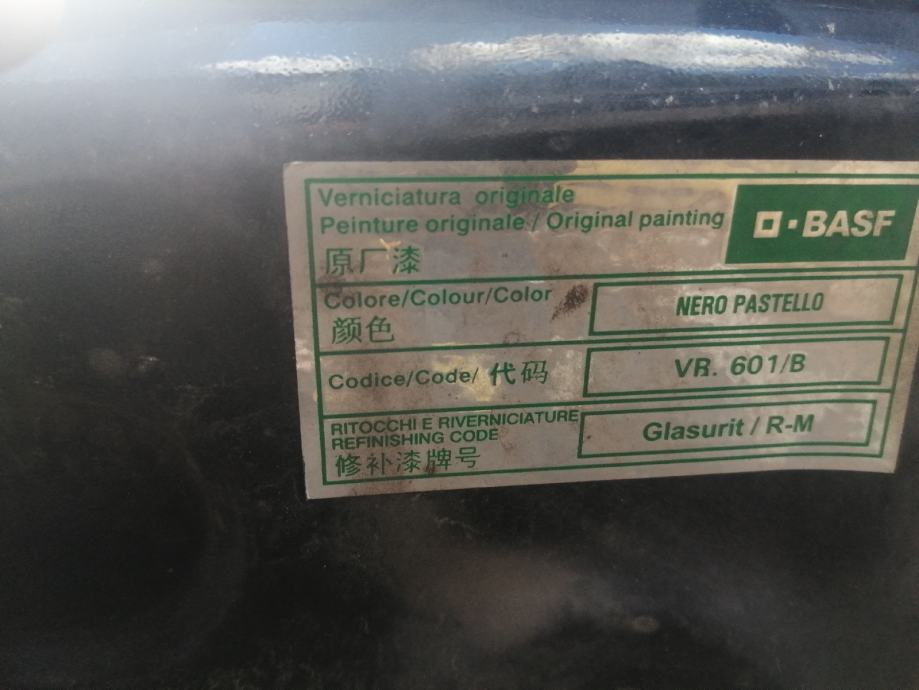 Verniciatura originale
Peinture originale / Original painting
原厂漆
BASF
Colore/Colour/Color
颜色
NERO PASTELLO
Codice/Code/ 代码
VR. 601/B
RITOCCHI E RIVERNICIATURE
REFINISHING CODE
修补漆牌号
Glasurit / R-M